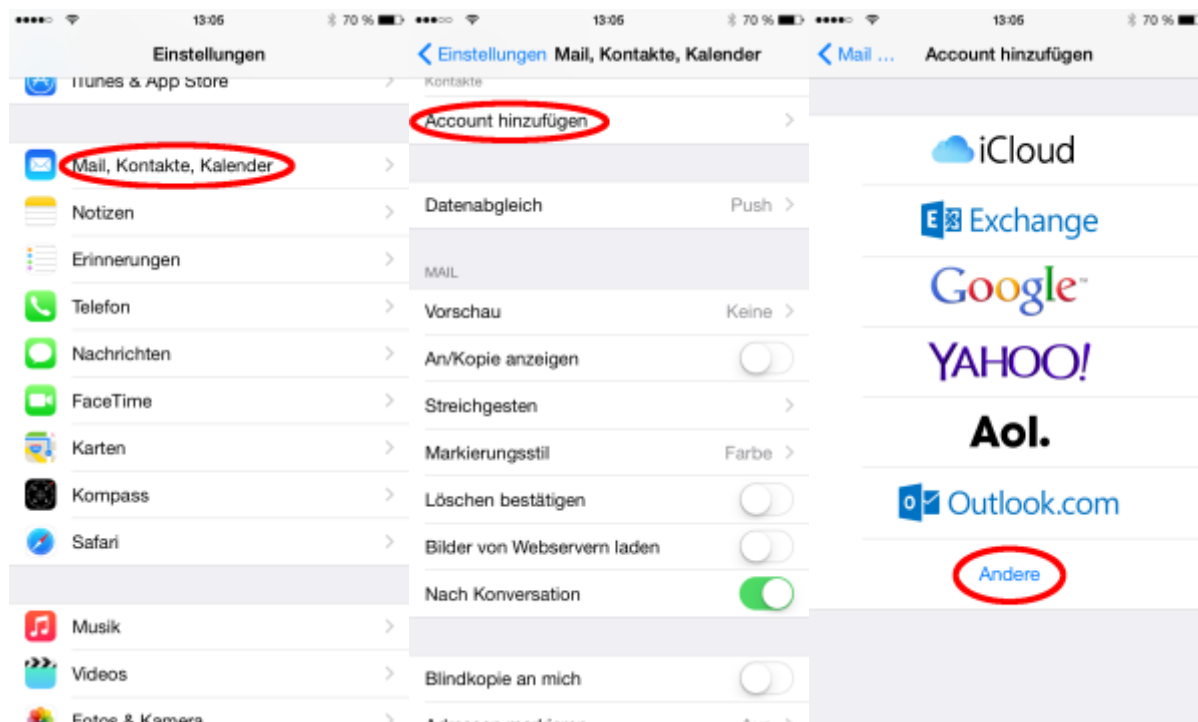 13:06
70 %
Einstellungen
iTunes & App Store
Mail, Kontakte, Kalender
Notizen
Erinnerungen
Telefon
Nachrichten
FaceTime
Karten
Kompass
Safari
Musik
Videos
Fotos & Kamera
13:06
70 %
Einstellungen Mail, Kontakte, Kalender
Kontakte
Account hinzufügen
Datenabgleich Push
MAIL
Vorschau Keine
An/Kopie anzeigen
Streichgesten
Markierungsstil Farbe
Löschen bestätigen
Bilder von Webservern laden
Nach Konversation
Blindkopie an mich
Adressen markieren Aus
13:06
70 %
Mail ... Account hinzufügen
iCloud
Exchange
Google
YAHOO!
Aol.
Outlook.com
Andere